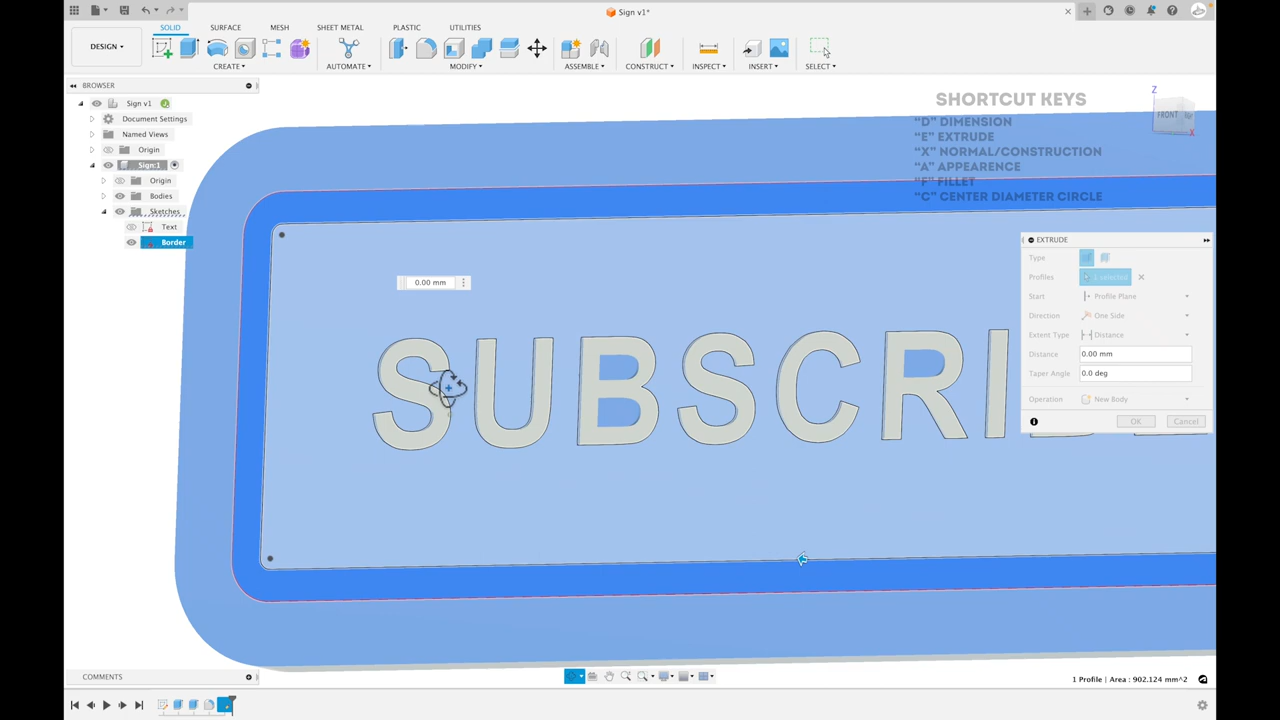 Sign v1*
SOLID
SURFACE
MESH
SHEET METAL
PLASTIC
UTILITIES
DESIGN
CREATE
AUTOMATE
MODIFY
ASSEMBLE
CONSTRUCT
INSPECT
INSERT
SELECT
BROWSER
Sign v1
Document Settings
Named Views
Origin
Sign:1
Origin
Bodies
Sketches
Text
Border
SHORTCUT KEYS
“D” DIMENSION
“E” EXTRUDE
“X” NORMAL/CONSTRUCTION
“A” APPEARENCE
“F” FILLET
“C” CENTER DIAMETER CIRCLE
Z
FRONT
X
0.00 mm
SUBSCRI
EXTRUDE
Type
Profiles
1 selected
Start
Profile Plane
Direction
One Side
Extent Type
Distance
Distance
0.00 mm
Taper Angle
0.0 deg
Operation
New Body
OK
Cancel
COMMENTS
1 Profile | Area : 902.124 mm^2